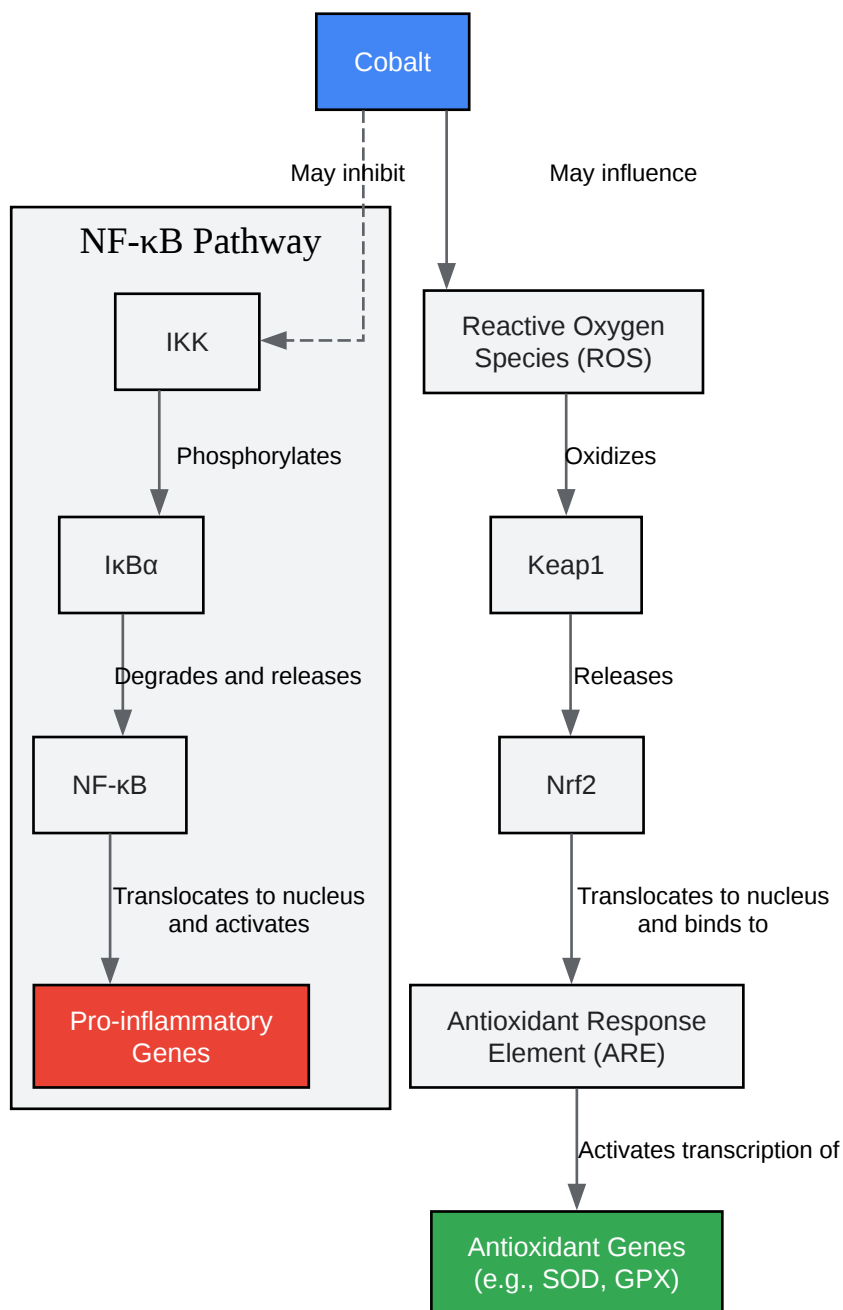 Cobalt
May inhibit
May influence
NF-κB Pathway
IKK
Reactive Oxygen
Species (ROS)
Phosphorylates
Oxidizes
IκBα
Keap1
Degrades and releases
Releases
NF-κB
Nrf2
Translocates to nucleus
and activates
Translocates to nucleus
and binds to
Pro-inflammatory
Genes
Antioxidant Response
Element (ARE)
Activates transcription of
Antioxidant Genes
(e.g., SOD, GPX)